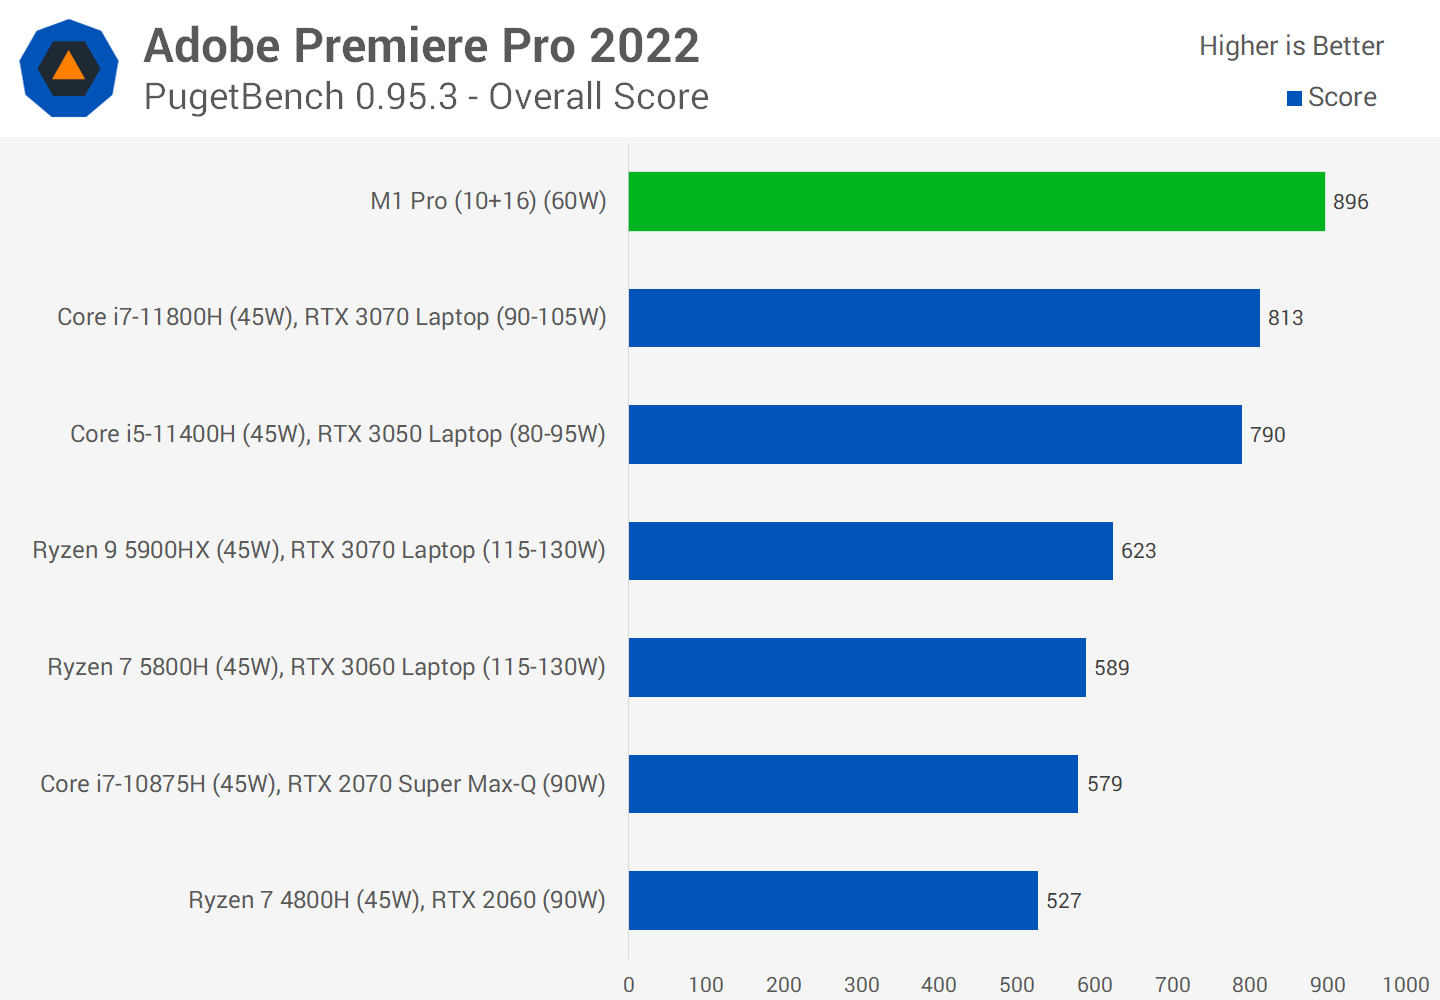 Adobe Premiere Pro 2022
PugetBench 0.95.3 - Overall Score
Higher is Better
Score
M1 Pro (10+16) (60W)
896
Core i7-11800H (45W), RTX 3070 Laptop (90-105W)
813
Core i5-11400H (45W), RTX 3050 Laptop (80-95W)
790
Ryzen 9 5900HX (45W), RTX 3070 Laptop (115-130W)
623
Ryzen 7 5800H (45W), RTX 3060 Laptop (115-130W)
589
Core i7-10875H (45W), RTX 2070 Super Max-Q (90W)
579
Ryzen 7 4800H (45W), RTX 2060 (90W)
527
0 100 200 300 400 500 600 700 800 900 1000